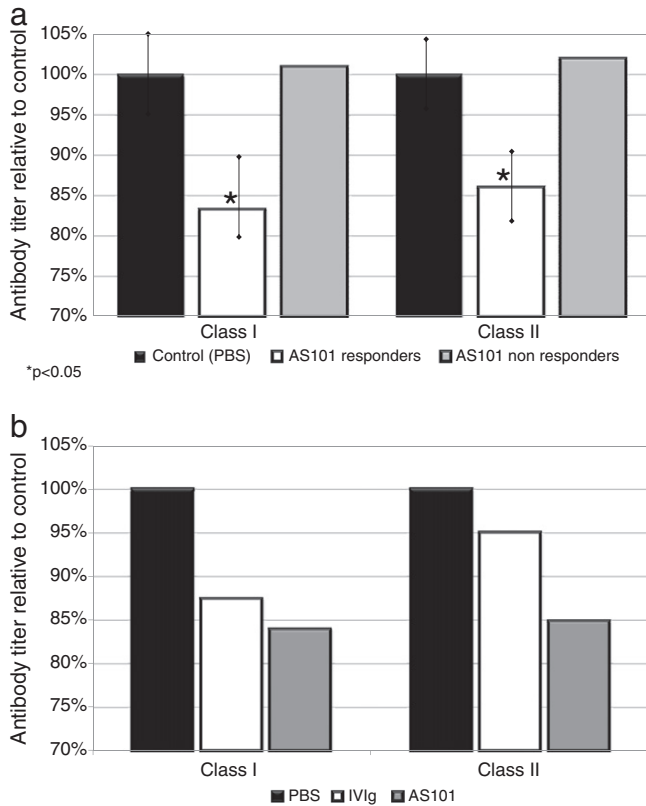 a
Antibody titer relative to control
105%
100%
95%
90%
85%
80%
75%
70%
*
*
Class I
Class II
Control (PBS) AS101 responders AS101 non responders
*p<0.05
b
Antibody titer relative to control
105%
100%
95%
90%
85%
80%
75%
70%
Class I
Class II
PBS IVIg AS101